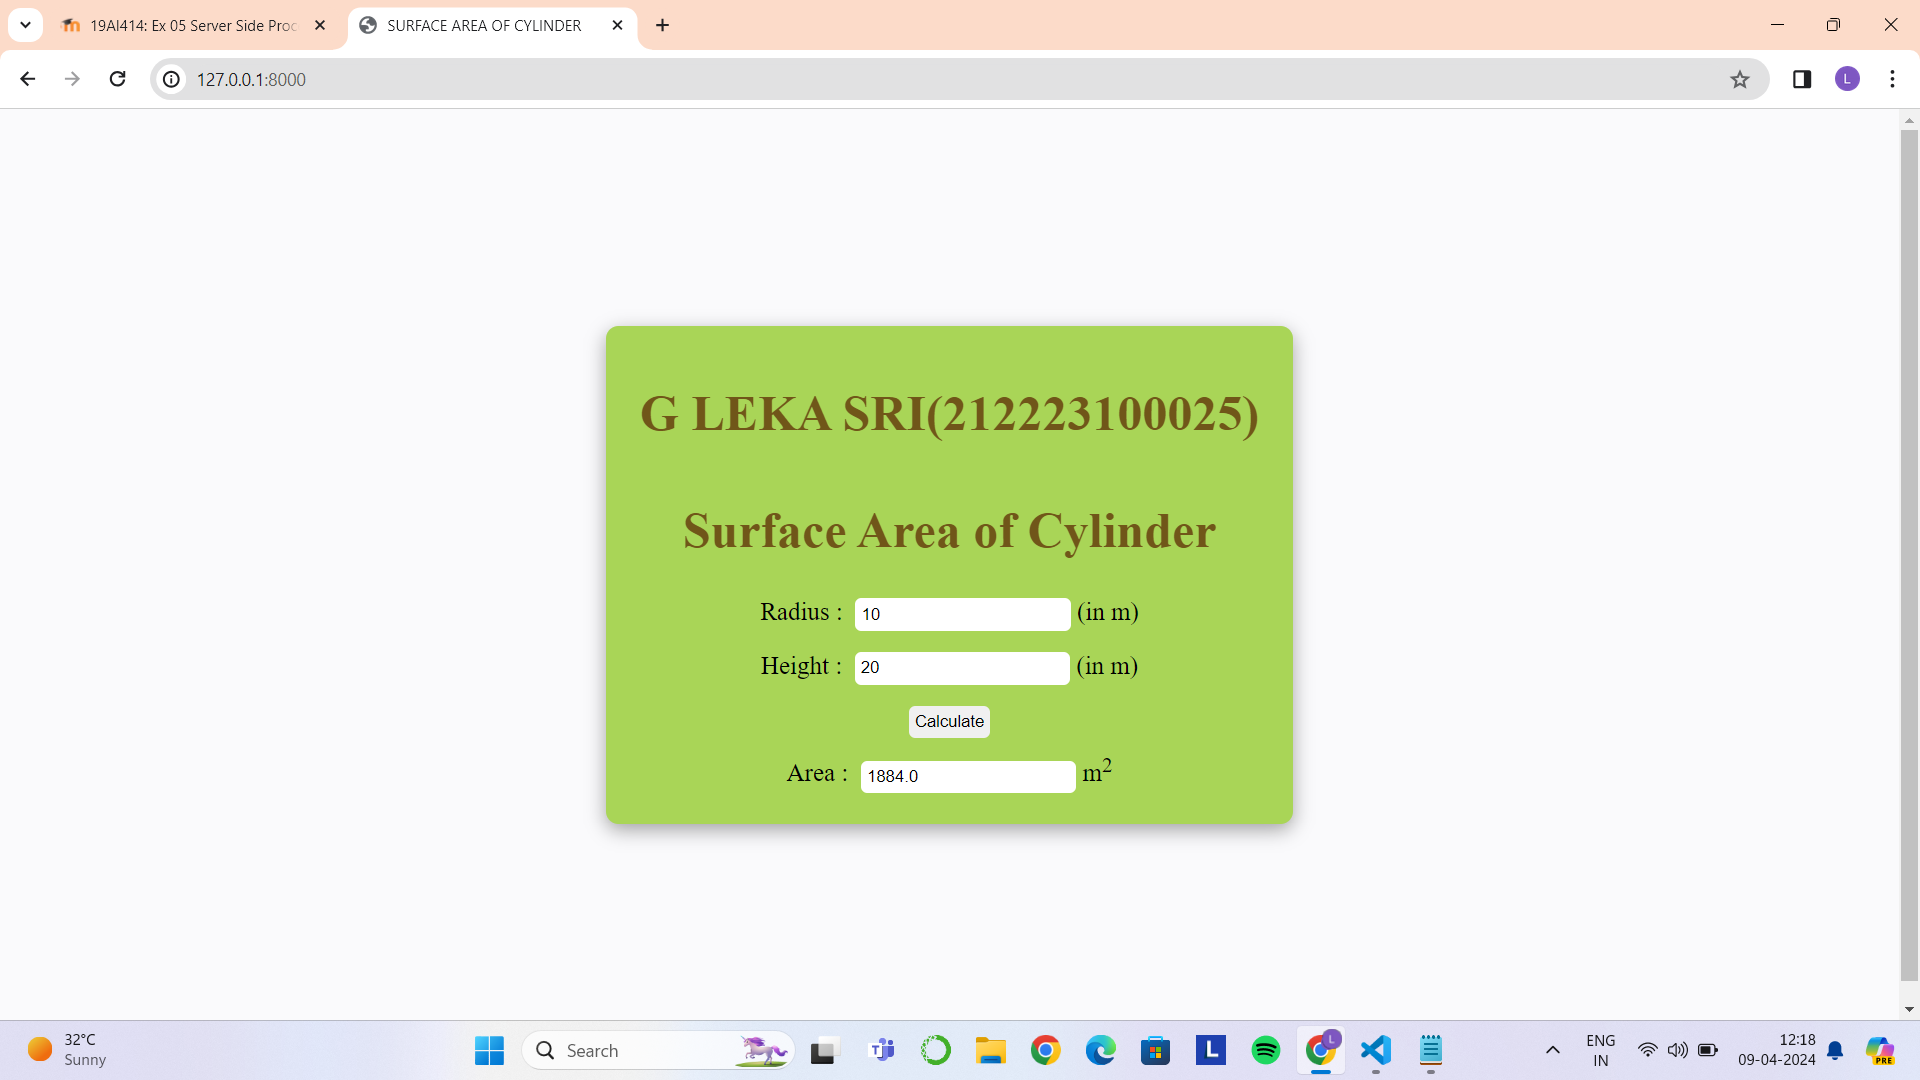 19AI414: Ex 05 Server Side Proc
SURFACE AREA OF CYLINDER
127.0.0.1:8000
L
G LEKA SRI(212223100025)
Surface Area of Cylinder
Radius : 10 (in m)
Height : 20 (in m)
Calculate
Area : 1884.0 m²
32°C
Sunny
Search
L
L
ENG
IN
12:18
09-04-2024
PRE